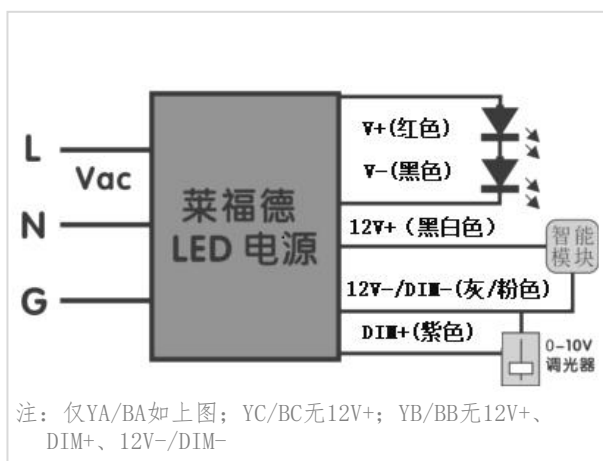 V+(红色)
L
Vac
V-(黑色)
莱福德
LED 电源
N
12V+（黑白色）
智能
模块
12V-/DIM-(灰/粉色)
G
DIM+(紫色)
0-10V
调光器
注：仅YA/BA如上图；YC/BC无12V+；YB/BB无12V+、
DIM+、12V-/DIM-